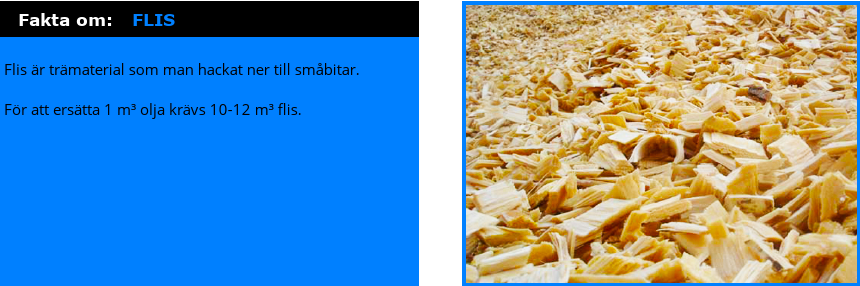 Fakta om: FLIS
Flis är trämaterial som man hackat ner till småbitar.
För att ersätta 1 m³ olja krävs 10-12 m³ flis.